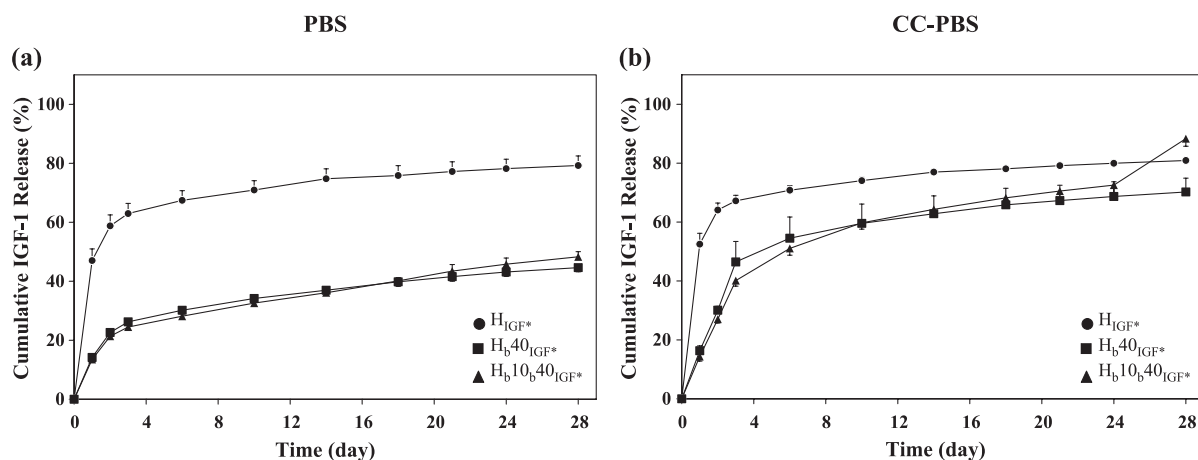 PBS
CC-PBS
(a)
(b)
Cumulative IGF-1 Release (%)
100
80
60
40
20
0
H_IGF*
H_b40_IGF*
H_b10_b40_IGF*
0 4 8 12 16 20 24 28
Time (day)
Cumulative IGF-1 Release (%)
100
80
60
40
20
0
H_IGF*
H_b40_IGF*
H_b10_b40_IGF*
0 4 8 12 16 20 24 28
Time (day)